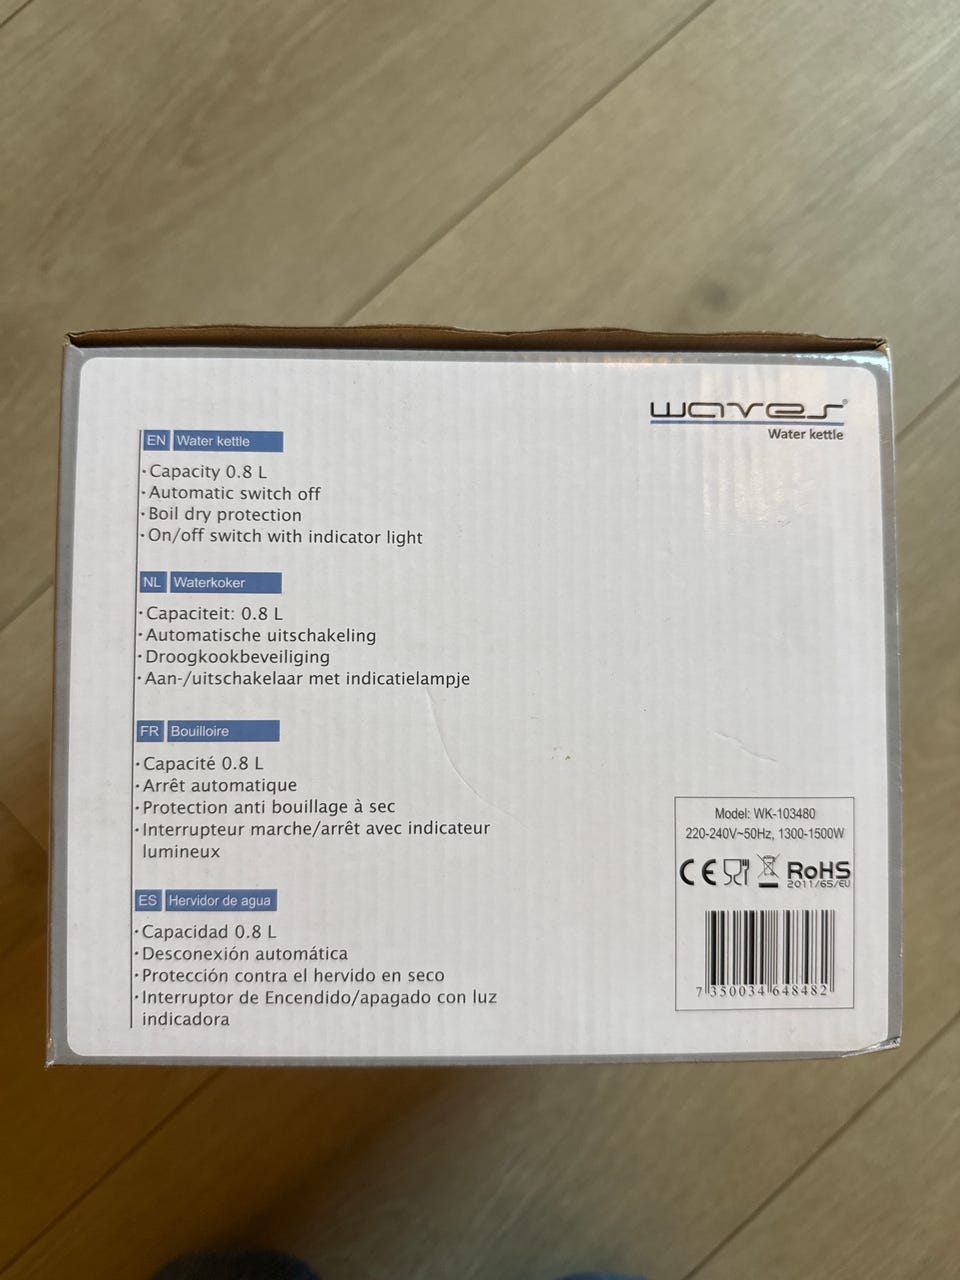 waves®
Water kettle
EN Water kettle
·Capacity 0.8 L
·Automatic switch off
·Boil dry protection
·On/off switch with indicator light
NL Waterkoker
·Capaciteit: 0.8 L
·Automatische uitschakeling
·Droogkookbeveiliging
·Aan-/uitschakelaar met indicatielampje
FR Bouilloire
·Capacité 0.8 L
·Arrêt automatique
·Protection anti bouillage à sec
·Interrupteur marche/arrêt avec indicateur
lumineux
ES Hervidor de agua
·Capacidad 0.8 L
·Desconexión automática
·Protección contra el hervido en seco
·Interruptor de Encendido/apagado con luz
indicadora
Model: WK-103480
220-240V~50Hz, 1300-1500W
CE RoHS
2011/65/EU
7 350034 648482